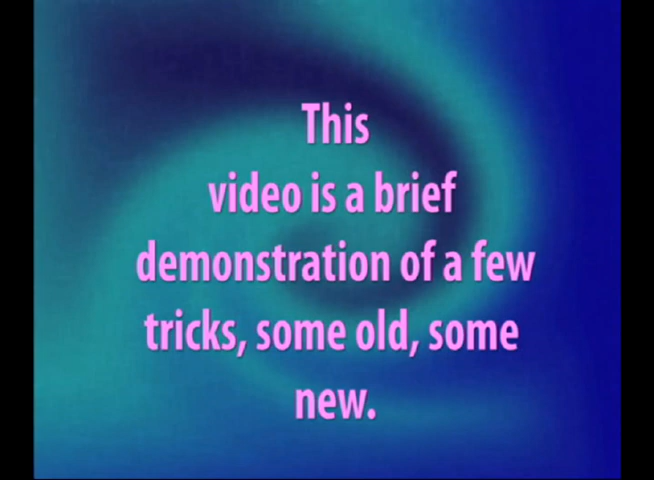 This
video is a brief
demonstration of a few
tricks, some old, some
new.